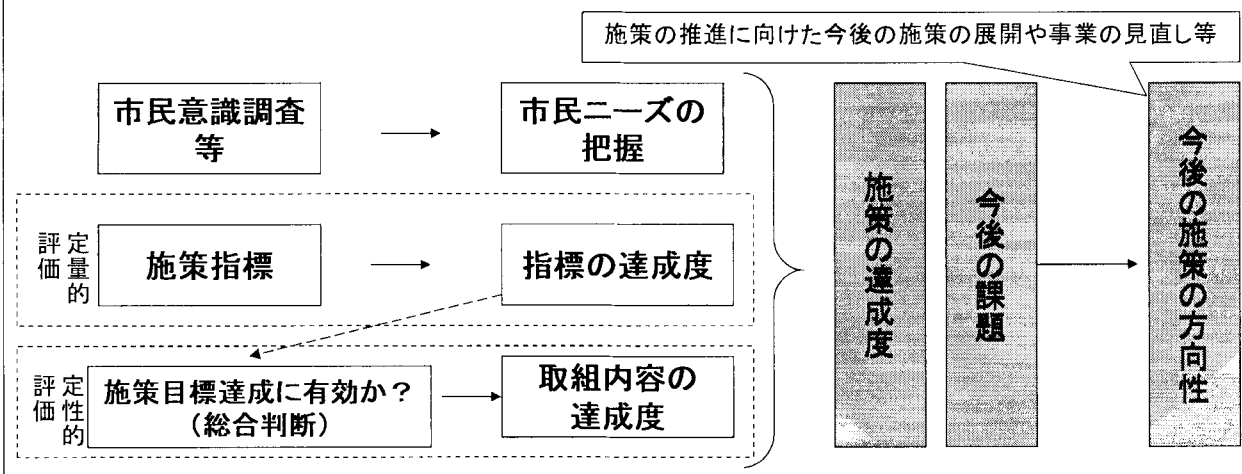 施策の推進に向けた今後の施策の展開や事業の見直し等
市民意識調査
等
市民ニーズの
把握
定量的
評価
施策指標
指標の達成度
定性的
評価
施策目標達成に有効か？
（総合判断）
取組内容の
達成度
施策の達成度
今後の課題
今後の施策の方向性